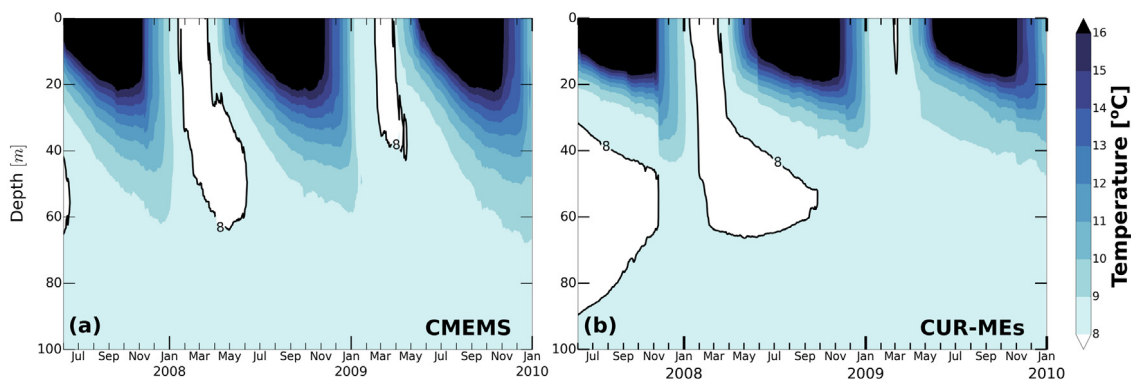 0
20
40
60
80
100
Depth [m]
8
8
(a)
CMEMS
Jul Sep Nov Jan Mar May Jul Sep Nov Jan Mar May Jul Sep Nov Jan
2008 2009 2010
0
20
40
60
80
100
8
8
(b)
CUR-MEs
Jul Sep Nov Jan Mar May Jul Sep Nov Jan Mar May Jul Sep Nov Jan
2008 2009 2010
16
15
14
13
12
11
10
9
8
Temperature [°C]